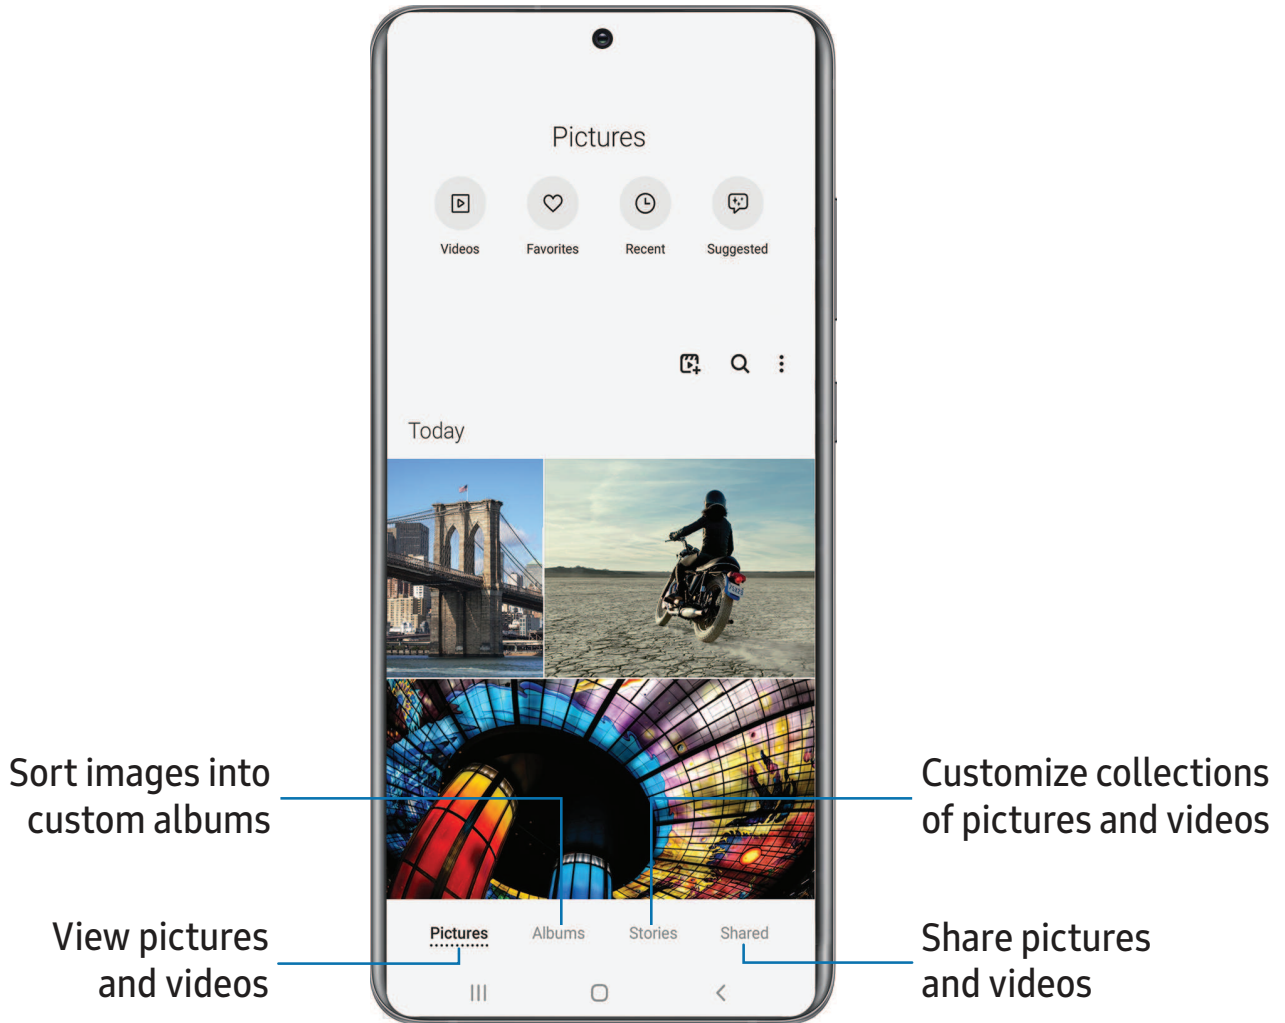 Pictures
Videos Favorites Recent Suggested
Today
Sort images into
custom albums
Customize collections
of pictures and videos
Pictures Albums Stories Shared
View pictures
and videos
Share pictures
and videos